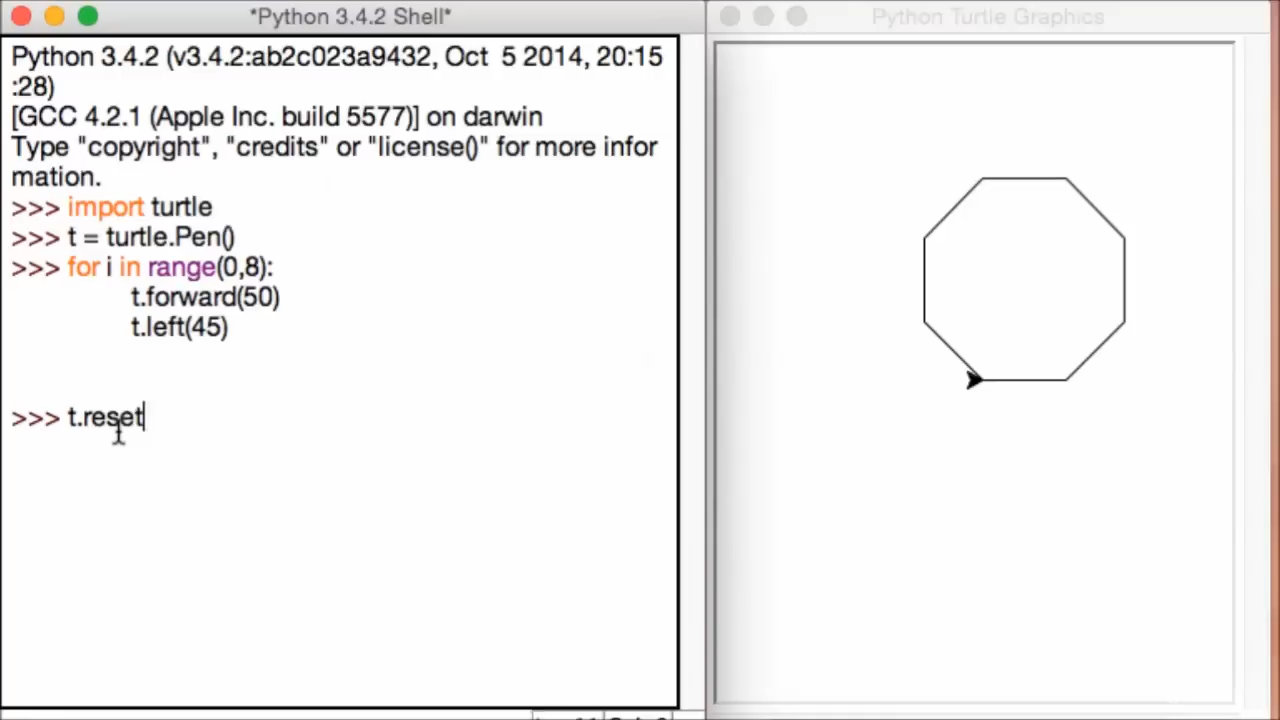 *Python 3.4.2 Shell*
Python Turtle Graphics
Python 3.4.2 (v3.4.2:ab2c023a9432, Oct  5 2014, 20:15
:28)
[GCC 4.2.1 (Apple Inc. build 5577)] on darwin
Type "copyright", "credits" or "license()" for more infor
mation.
>>> import turtle
>>> t = turtle.Pen()
>>> for i in range(0,8):
t.forward(50)
t.left(45)
>>> t.reset